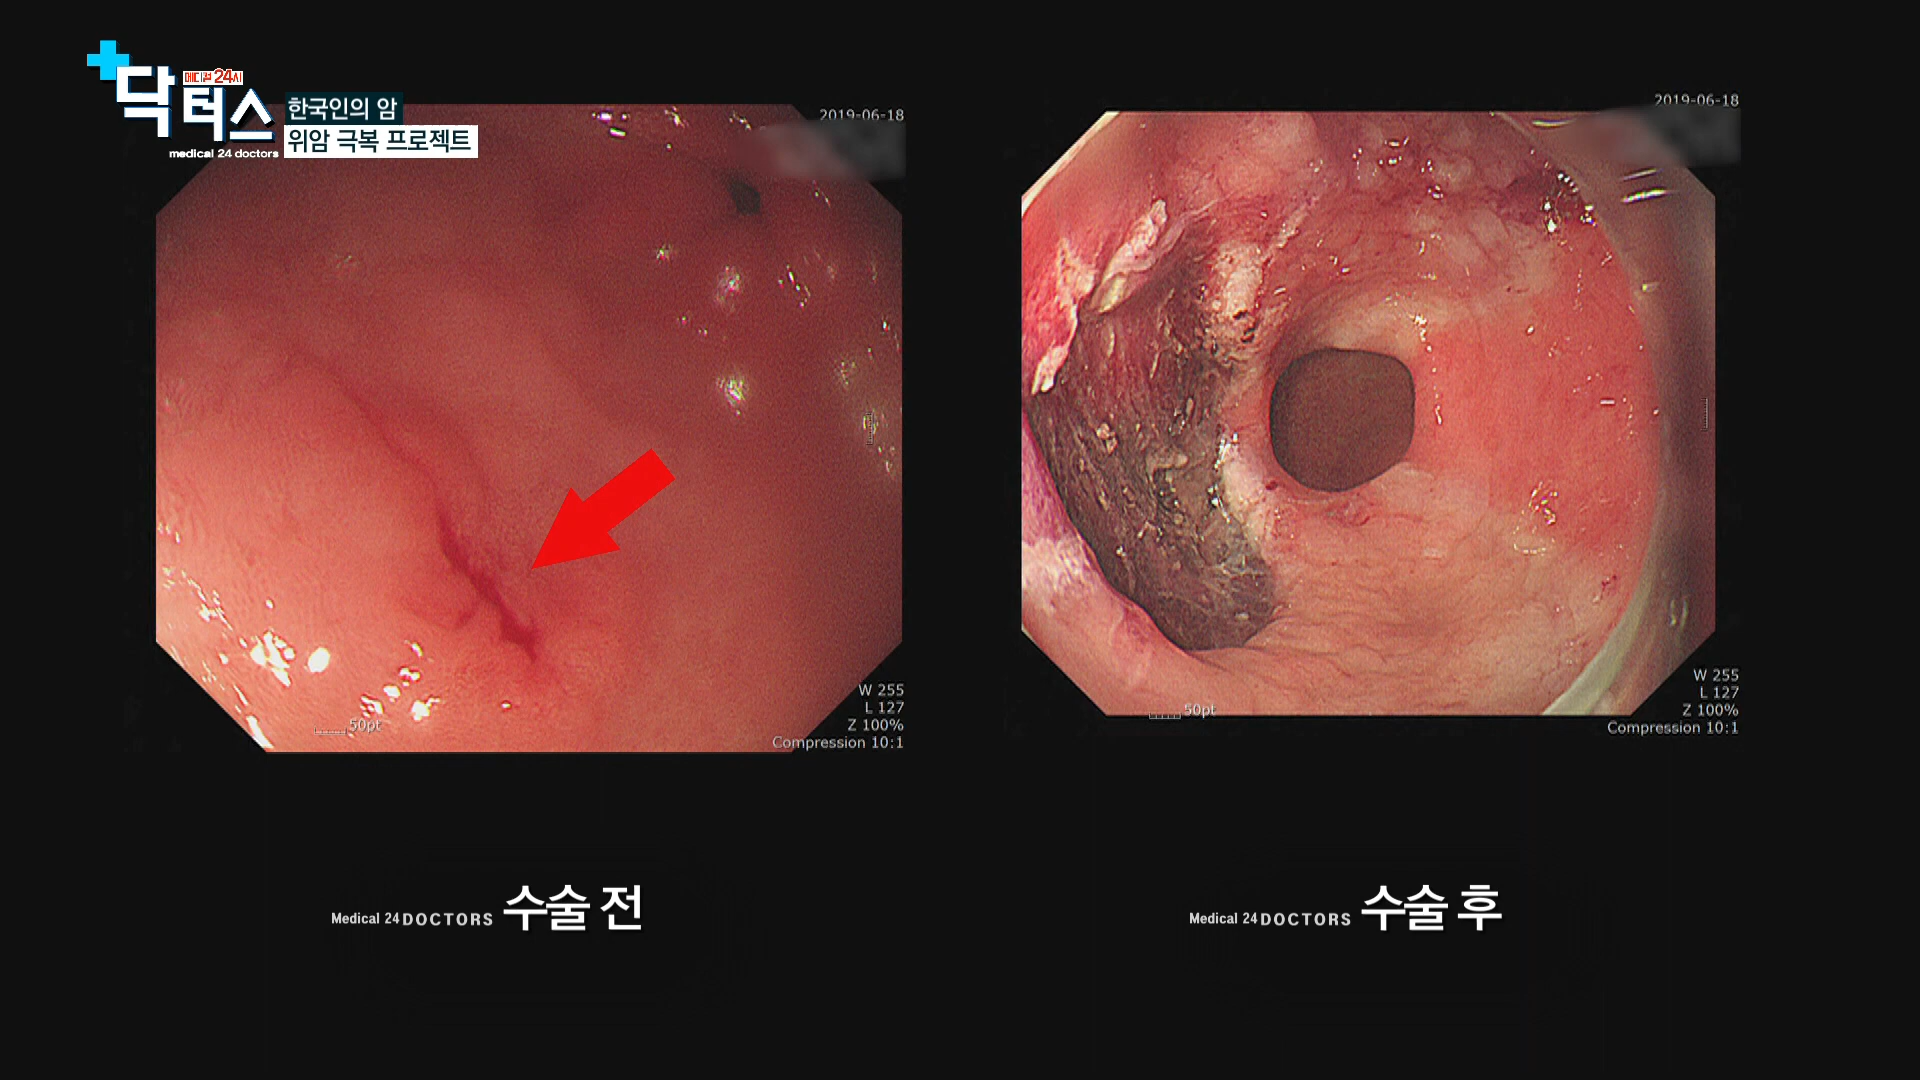 메디컬 24시
닥터스
medical 24 doctors
한국인의 암
위암 극복 프로젝트
2019-06-18
50pt
W 255
L 127
Z 100%
Compression 10:1
2019-06-18
50pt
W 255
L 127
Z 100%
Compression 10:1
Medical 24 DOCTORS 수술 전
Medical 24 DOCTORS 수술 후